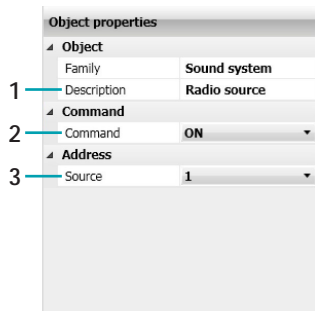 Object properties
Object
Family Sound system
1 Description Radio source
Command
2 Command ON
Address
3 Source 1